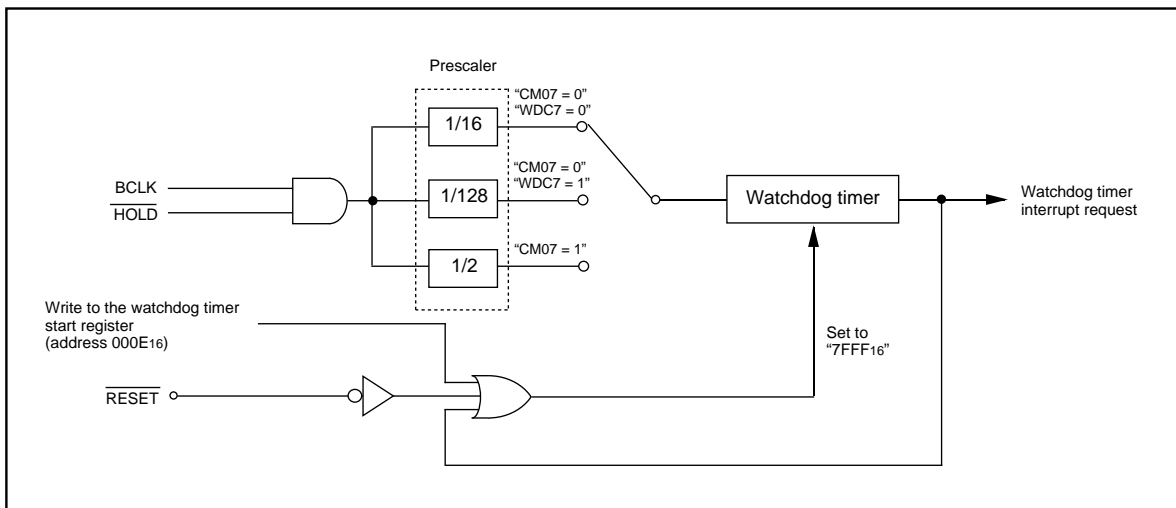 Prescaler
“CM07 = 0”
“WDC7 = 0”
1/16
“CM07 = 0”
“WDC7 = 1”
BCLK
HOLD
1/128
Watchdog timer
Watchdog timer
interrupt request
“CM07 = 1”
1/2
Write to the watchdog timer
start register
(address 000E16)
Set to
“7FFF16”
RESET